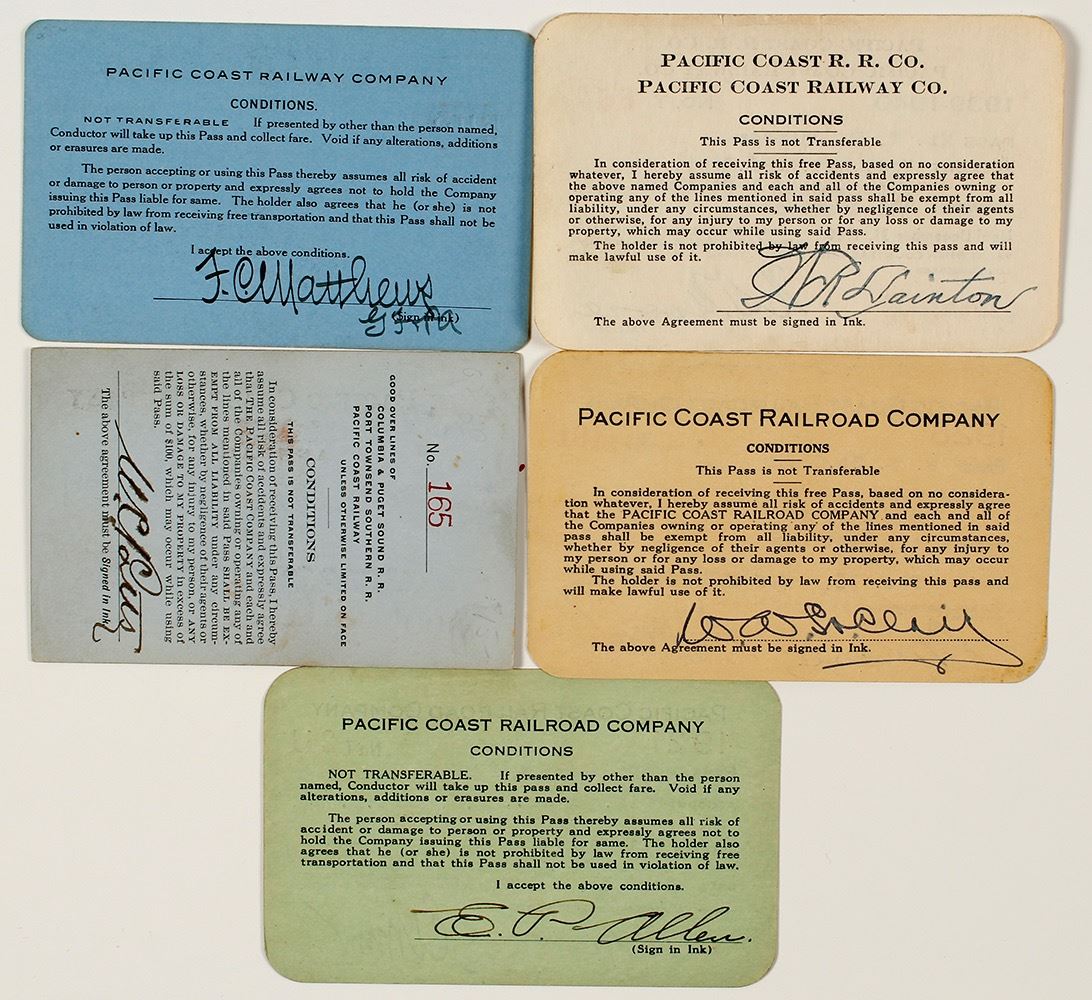 PACIFIC COAST RAILWAY COMPANY
CONDITIONS.
NOT TRANSFERABLE If presented by other than the person named,
Conductor will take up this Pass and collect fare. Void if any alterations, additions
or erasures are made.
The person accepting or using this Pass thereby assumes all risk of accident
or damage to person or property and expressly agrees not to hold the Company
issuing this Pass liable for same. The holder also agrees that he (or she) is not
prohibited by law from receiving free transportation and that this Pass shall not be
used in violation of law.
I accept the above conditions.
F. C. Matthews
(Sign in ink)
PACIFIC COAST R. R. CO.
PACIFIC COAST RAILWAY CO.
CONDITIONS
This Pass is not Transferable
In consideration of receiving this free Pass, based on no consideration
whatever, I hereby assume all risk of accidents and expressly agree that
the above named Companies and each and all of the Companies owning or
operating any of the lines mentioned in said pass shall be exempt from all
liability, under any circumstances, whether by negligence of their agents
or otherwise, for any injury to my person or for any loss or damage to my
property, which may occur while using said Pass.
The holder is not prohibited by law from receiving this pass and will
make lawful use of it.
Dainton
The above Agreement must be signed in Ink.
No. 165
GOOD OVER LINES OF
COLUMBIA & PUGET SOUND R. R.
PORT TOWNSEND SOUTHERN R. R.
PACIFIC COAST RAILWAY
UNLESS OTHERWISE LIMITED ON FACE
CONDITIONS
THIS PASS IS NOT TRANSFERABLE
In consideration of receiving this Pass, I hereby
assume all risk of accidents and expressly agree
that THE PACIFIC COAST COMPANY and each and
all of the Companies owning or operating any of
the lines mentioned in said Pass SHALL BE EX-
EMPT FROM ALL LIABILITY under any circum-
stances, whether by negligence of their agents or
otherwise, for any injury to my person, or ANY
LOSS OR DAMAGE TO MY PROPERTY in excess of
the sum of $100, which may occur while using
said Pass.
The above agreement must be Signed in Ink
PACIFIC COAST RAILROAD COMPANY
CONDITIONS
This Pass is not Transferable
In consideration of receiving this free Pass, based on no considera-
tion whatever, I hereby assume all risk of accidents and expressly agree
that the PACIFIC COAST RAILROAD COMPANY and each and all of
the Companies owning or operating any of the lines mentioned in said
pass shall be exempt from all liability, under any circumstances,
whether by negligence of their agents or otherwise, for any injury to
my person or for any loss or damage to my property, which may occur
while using said Pass.
The holder is not prohibited by law from receiving this pass and
will make lawful use of it.
The above Agreement must be signed in Ink.
PACIFIC COAST RAILROAD COMPANY
CONDITIONS
NOT TRANSFERABLE. If presented by other than the person
named, Conductor will take up this pass and collect fare. Void if any
alterations, additions or erasures are made.
The person accepting or using this Pass thereby assumes all risk of
accident or damage to person or property and expressly agrees not to
hold the Company issuing this Pass liable for same. The holder also
agrees that he (or she) is not prohibited by law from receiving free
transportation and that this Pass shall not be used in violation of law.
I accept the above conditions.
E. P. Allen.
(Sign in Ink)